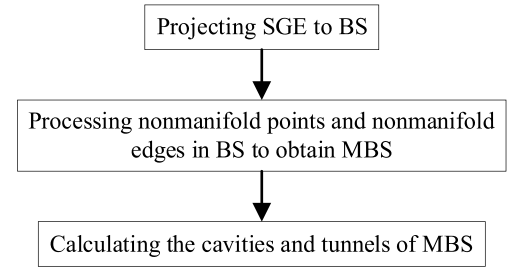 Projecting SGE to BS
Processing nonmanifold points and nonmanifold
edges in BS to obtain MBS
Calculating the cavities and tunnels of MBS